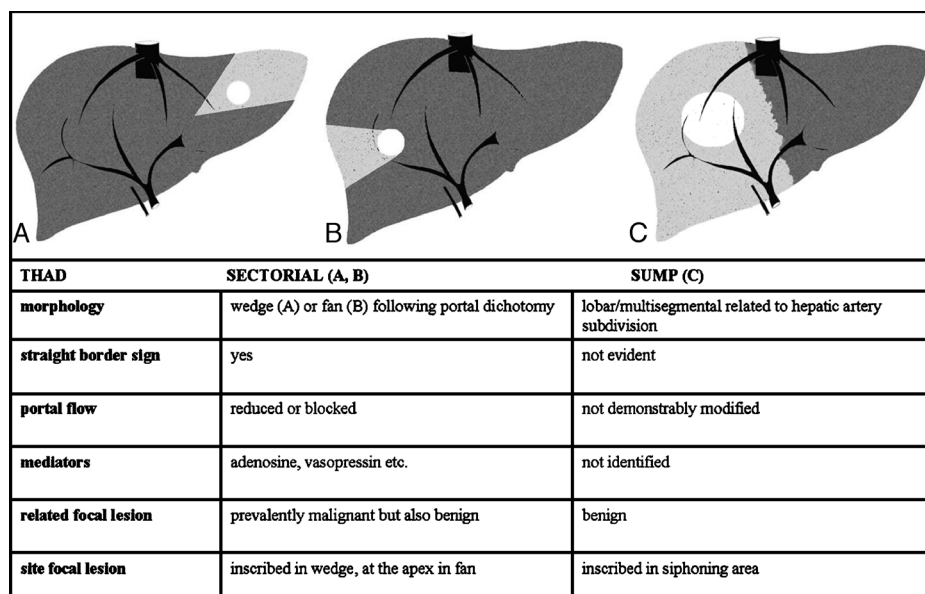 A
B
C
THAD SECTORIAL (A, B) SUMP (C)
morphology wedge (A) or fan (B) following portal dichotomy lobar/multisegmental related to hepatic artery
subdivision
straight border sign yes not evident
portal flow reduced or blocked not demonstrably modified
mediators adenosine, vasopressin etc. not identified
related focal lesion prevalently malignant but also benign benign
site focal lesion inscribed in wedge, at the apex in fan inscribed in siphoning area